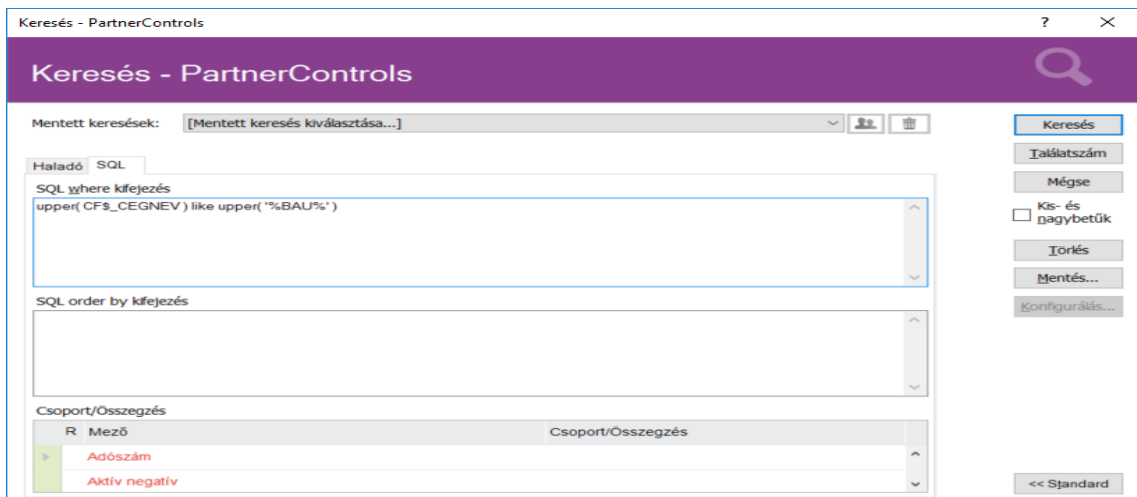 Keresés - PartnerControls
? ×
Keresés - PartnerControls
Mentett keresések: [Mentett keresés kiválasztása...]
Keresés
Találatszám
Mégse
Kis- és
nagybetűk
Törlés
Mentés...
Konfigurálás...
Haladó SQL
SQL where kifejezés
upper( CF$_CEGNEV ) like upper( '%BAU%' )
SQL order by kifejezés
Csoport/Összegzés
R Mező Csoport/Összegzés
Adószám
Aktív negatív
<< Standard